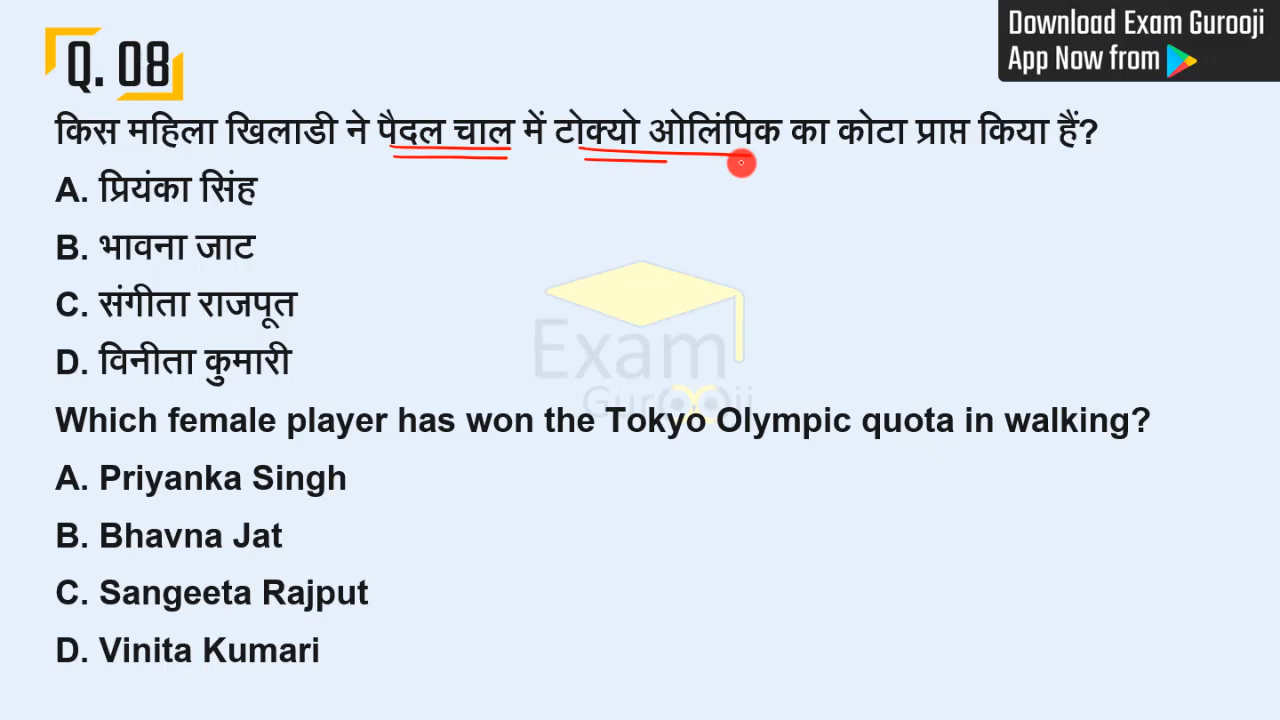 Download Exam Gurooji
App Now from
Q. 08
किस महिला खिलाडी ने पैदल चाल में टोक्यो ओलिंपिक का कोटा प्राप्त किया हैं?
A. प्रियंका सिंह
B. भावना जाट
C. संगीता राजपूत
D. विनीता कुमारी
Exam
Gurooji
Which female player has won the Tokyo Olympic quota in walking?
A. Priyanka Singh
B. Bhavna Jat
C. Sangeeta Rajput
D. Vinita Kumari